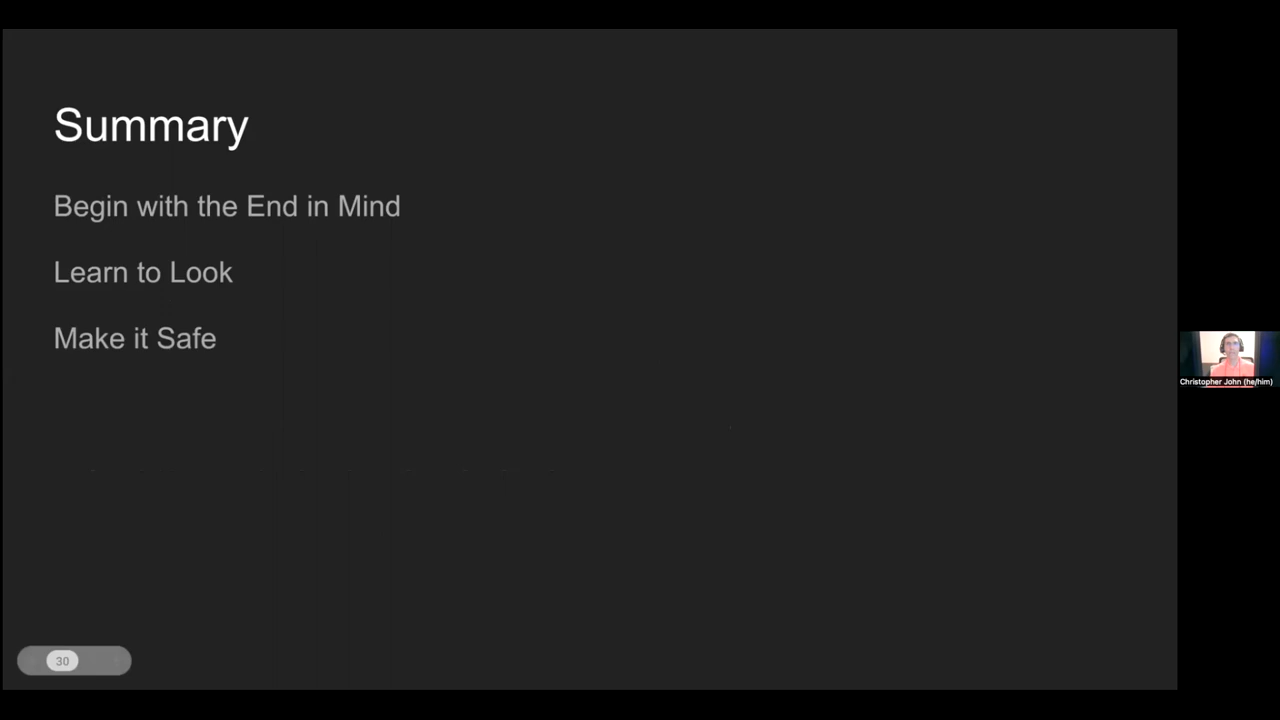 Summary
Begin with the End in Mind
Learn to Look
Make it Safe
Christopher John (he/him)
30